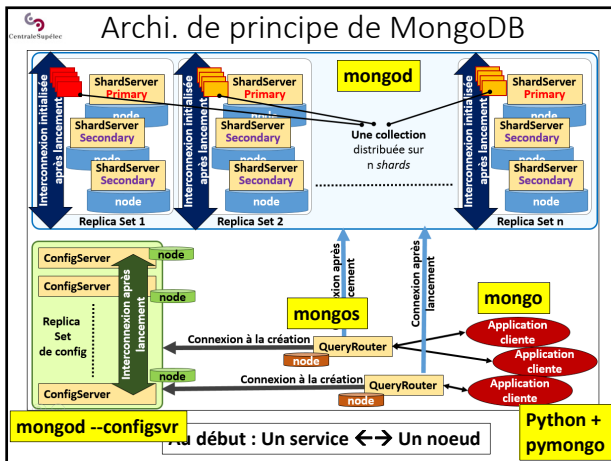 CentraleSupélec
Archi. de principe de MongoDB
mongod
Interconnexion initialisée
après lancement
ShardServer
Primary
node
ShardServer
Secondary
node
ShardServer
Secondary
node
Replica Set 1
Interconnexion initialisée
après lancement
ShardServer
Primary
node
ShardServer
Secondary
node
ShardServer
Secondary
node
Replica Set 2
Une collection
distribuée sur
n shards
Interconnexion initialisée
après lancement
ShardServer
Primary
node
ShardServer
Secondary
node
ShardServer
Secondary
node
Replica Set n
ConfigServer
node
ConfigServer
node
Replica
Set
de config
Interconnexion après
lancement
node
ConfigServer
mongos
Connexion après
lancement
mongo
Connexion à la création
QueryRouter
node
Connexion à la création
QueryRouter
node
Application
cliente
Application
cliente
Application
cliente
mongod --configsvr
Au début : Un service ←→ Un noeud
Python +
pymongo